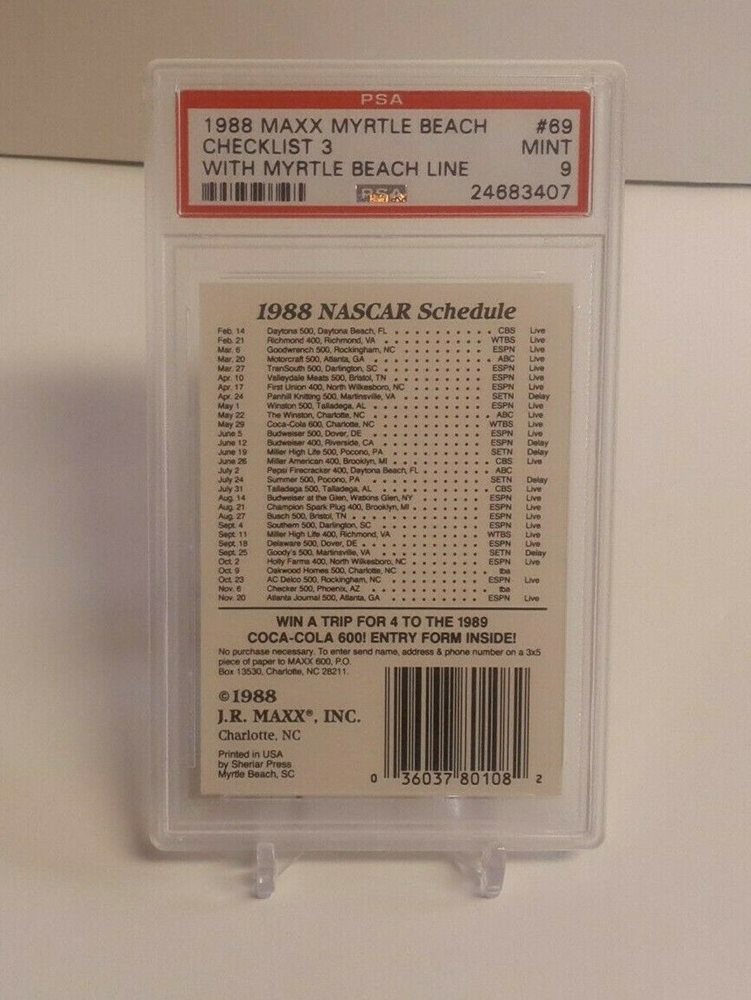 PSA
1988 MAXX MYRTLE BEACH #69
CHECKLIST 3 MINT
WITH MYRTLE BEACH LINE 9
PSA 24683407
1988 NASCAR Schedule
Feb. 14 Daytona 500, Daytona Beach, FL . . . . . . . . . . CBS Live
Feb. 21 Richmond 400, Richmond, VA . . . . . . . . . . WTBS Live
Mar. 6 Goodwrench 500, Rockingham, NC . . . . . . . . . . ESPN Live
Mar. 20 Motorcraft 500, Atlanta, GA . . . . . . . . . . ABC Live
Mar. 27 TranSouth 500, Darlington, SC . . . . . . . . . . ESPN Live
Apr. 10 Valleydale Meats 500, Bristol, TN . . . . . . . . . . ESPN Live
Apr. 17 First Union 400, North Wilkesboro, NC . . . . . . . . . . ESPN Live
Apr. 24 Panhill Knitting 500, Martinsville, VA . . . . . . . . . . SETN Delay
May 1 Winston 500, Talladega, AL . . . . . . . . . . ESPN Live
May 22 The Winston, Charlotte, NC . . . . . . . . . . ABC Live
May 29 Coca-Cola 600, Charlotte, NC . . . . . . . . . . WTBS Live
June 5 Budweiser 500, Dover, DE . . . . . . . . . . ESPN Live
June 12 Budweiser 400, Riverside, CA . . . . . . . . . . ESPN Delay
June 19 Miller High Life 500, Pocono, PA . . . . . . . . . . SETN Delay
June 26 Miller American 400, Brooklyn, MI . . . . . . . . . . CBS Live
July 2 Pepsi Firecracker 400, Daytona Beach, FL . . . . . . . . ABC
July 24 Summer 500, Pocono, PA . . . . . . . . . . SETN Delay
July 31 Talladega 500, Talladega, AL . . . . . . . . . . CBS Live
Aug. 14 Budweiser at the Glen, Watkins Glen, NY . . . . . . . . ESPN Live
Aug. 21 Champion Spark Plug 400, Brooklyn, MI . . . . . . . . ESPN Live
Aug. 27 Busch 500, Bristol, TN . . . . . . . . . . ESPN Live
Sept. 4 Southern 500, Darlington, SC . . . . . . . . . . ESPN Live
Sept. 11 Miller High Life 400, Richmond, VA . . . . . . . . . . WTBS Live
Sept. 18 Delaware 500, Dover, DE . . . . . . . . . . ESPN Live
Sept. 25 Goody's 500, Martinsville, VA . . . . . . . . . . SETN Delay
Oct. 2 Holly Farms 400, North Wilkesboro, NC . . . . . . . . ESPN Live
Oct. 9 Oakwood Homes 500, Charlotte, NC . . . . . . . . . . tba
Oct. 23 AC Delco 500, Rockingham, NC . . . . . . . . . . ESPN Live
Nov. 6 Checker 500, Phoenix, AZ . . . . . . . . . . tba
Nov. 20 Atlanta Journal 500, Atlanta, GA . . . . . . . . . . ESPN Live
WIN A TRIP FOR 4 TO THE 1989
COCA-COLA 600! ENTRY FORM INSIDE!
No purchase necessary. To enter send name, address & phone number on a 3x5
piece of paper to MAXX 600, P.O.
Box 13530, Charlotte, NC 28211.
©1988
J.R. MAXX®, INC.
Charlotte, NC
Printed in USA
by Sheriar Press
Myrtle Beach, SC
0 36037 80108 2